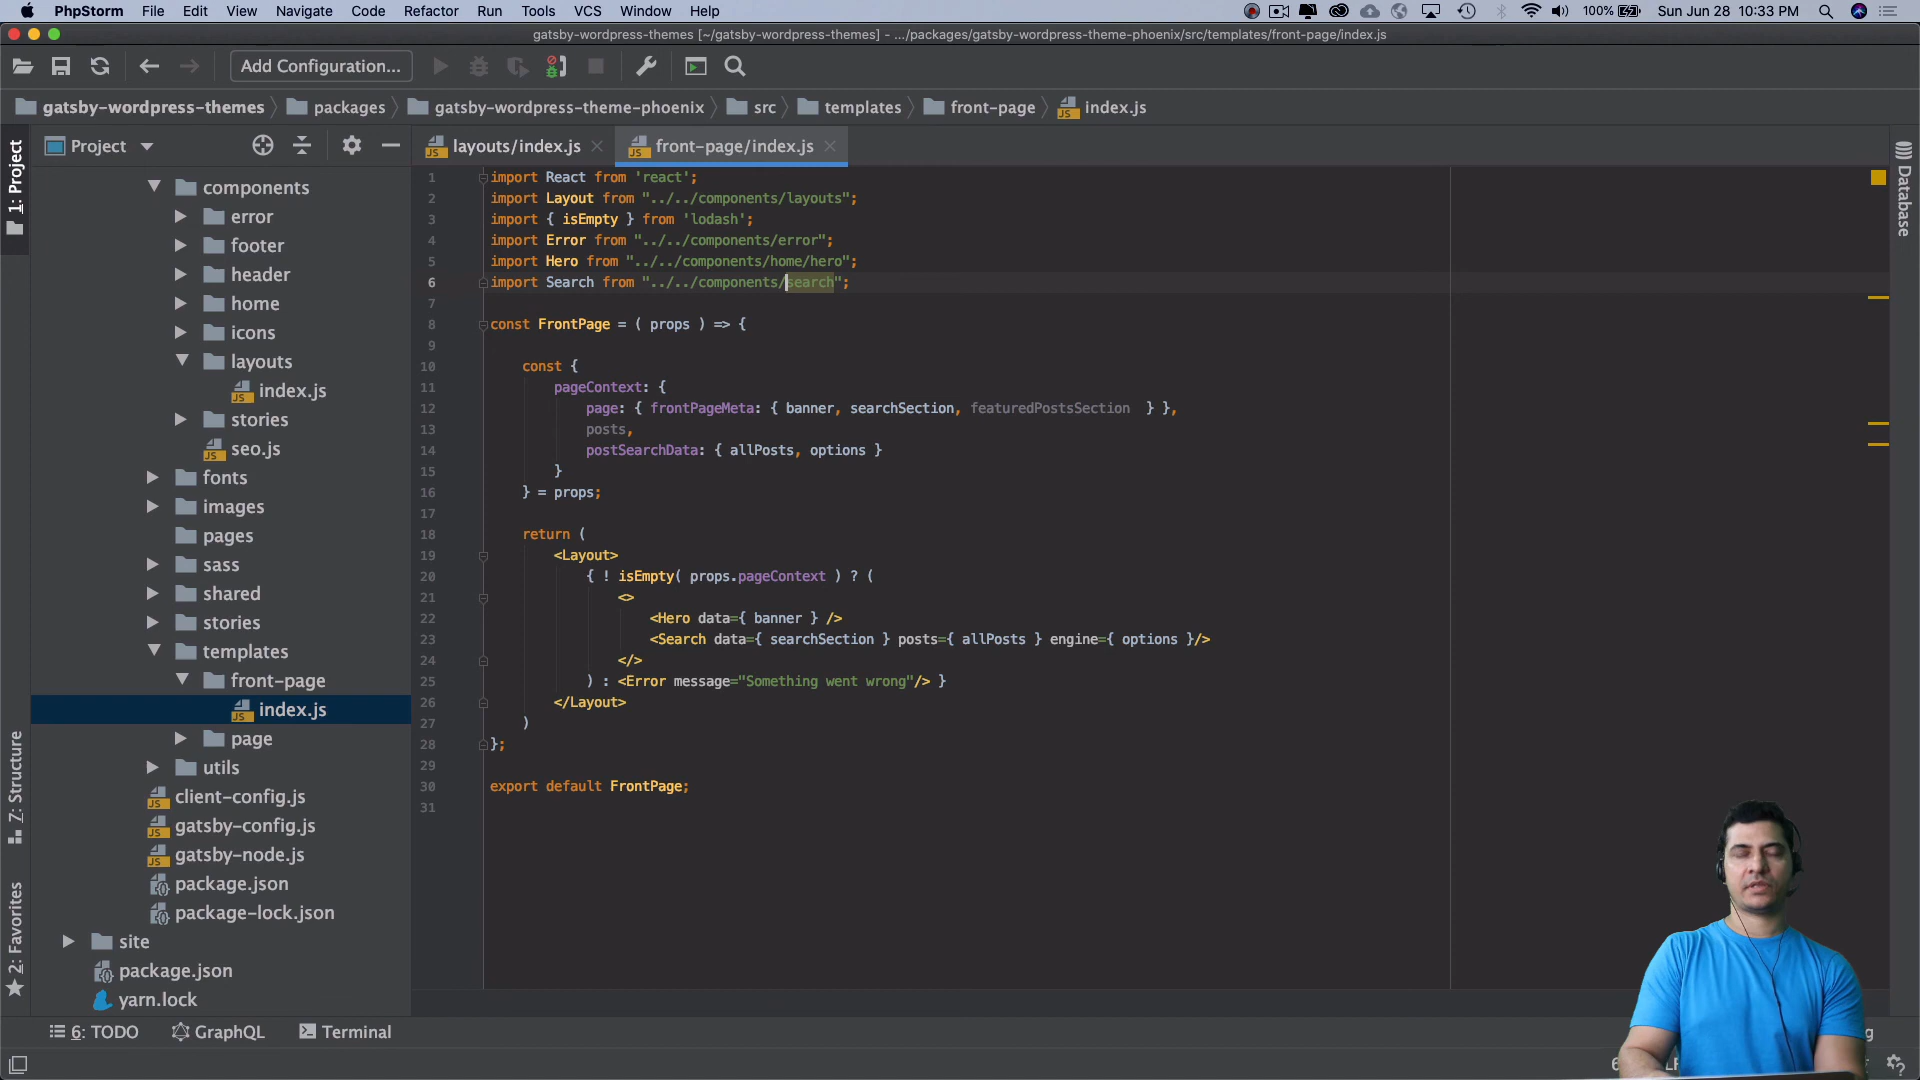 PhpStorm File Edit View Navigate Code Refactor Run Tools VCS Window Help 100% Sun Jun 28 10:33 PM
gatsby-wordpress-themes [~/gatsby-wordpress-themes] - .../packages/gatsby-wordpress-theme-phoenix/src/templates/front-page/index.js
Add Configuration...
gatsby-wordpress-themes packages gatsby-wordpress-theme-phoenix src templates front-page index.js
1: Project
Project
components
error
footer
header
home
icons
layouts
index.js
stories
seo.js
fonts
images
pages
sass
shared
stories
templates
front-page
index.js
page
utils
client-config.js
gatsby-config.js
gatsby-node.js
package.json
package-lock.json
site
package.json
yarn.lock
Z: Structure
2: Favorites
layouts/index.js front-page/index.js
1 import React from 'react';
2 import Layout from "../../components/layouts";
3 import { isEmpty } from 'lodash';
4 import Error from "../../components/error";
5 import Hero from "../../components/home/hero";
6 import Search from "../../components/search";
7
8 const FrontPage = ( props ) => {
9
10 const {
11 pageContext: {
12 page: { frontPageMeta: { banner, searchSection, featuredPostsSection } },
13 posts,
14 postSearchData: { allPosts, options }
15 }
16 } = props;
17
18 return (
19 <Layout>
20 { ! isEmpty( props.pageContext ) ? (
21 <>
22 <Hero data={ banner } />
23 <Search data={ searchSection } posts={ allPosts } engine={ options }/>
24 </>
25 ) : <Error message="Something went wrong"/> }
26 </Layout>
27 )
28 };
29
30 export default FrontPage;
31
Database
6: TODO GraphQL Terminal